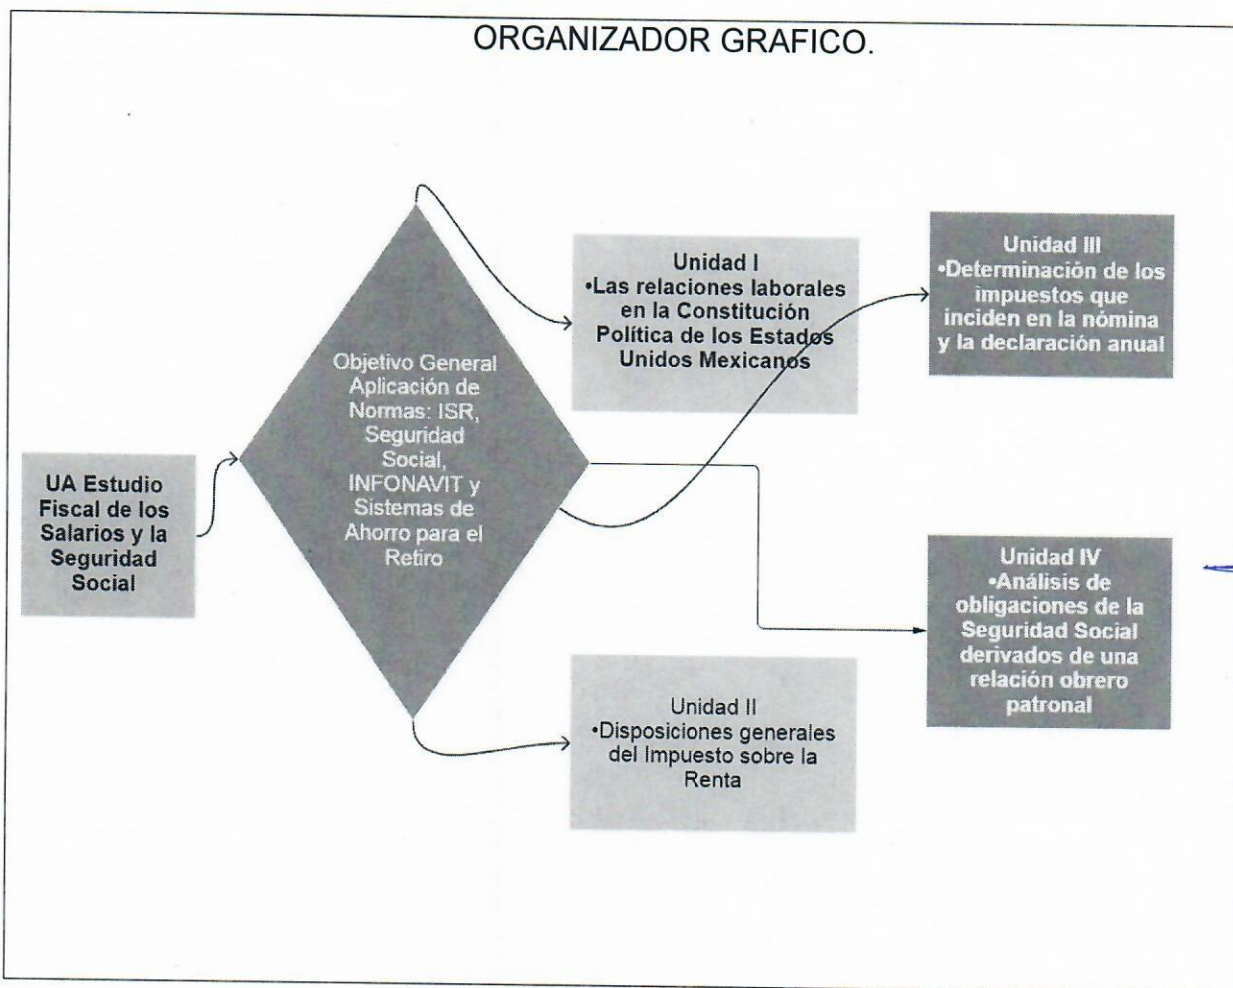 ORGANIZADOR GRAFICO.
UA Estudio
Fiscal de los
Salarios y la
Seguridad
Social
Objetivo General
Aplicación de
Normas: ISR,
Seguridad
Social,
INFONAVIT y
Sistemas de
Ahorro para el
Retiro
Unidad I
•Las relaciones laborales
en la Constitución
Política de los Estados
Unidos Mexicanos
Unidad II
•Disposiciones generales
del Impuesto sobre la
Renta
Unidad III
•Determinación de los
impuestos que
inciden en la nómina
y la declaración anual
Unidad IV
•Análisis de
obligaciones de la
Seguridad Social
derivados de una
relación obrero
patronal